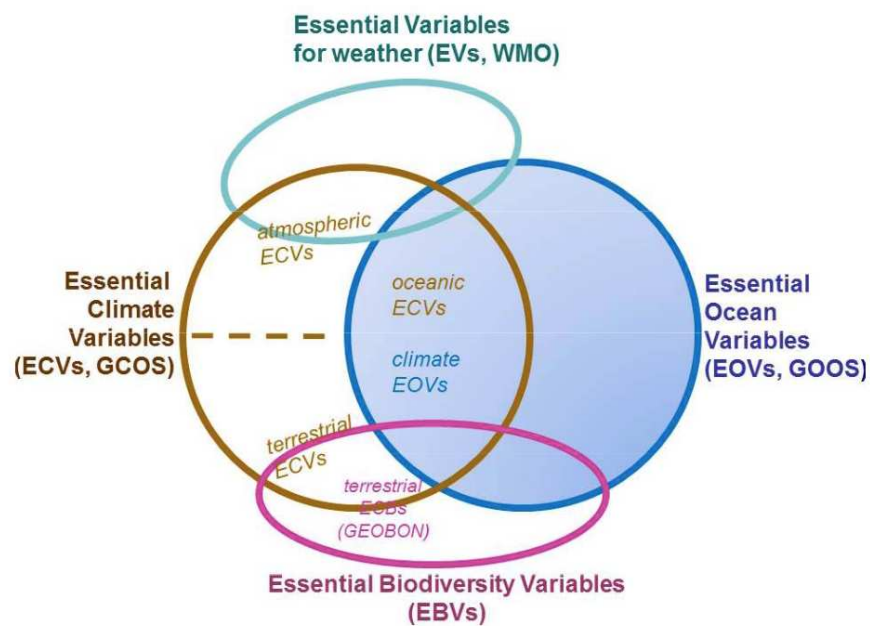 Essential Variables
for weather (EVs, WMO)
atmospheric
ECVs
Essential
Climate
Variables
(ECVs, GCOS)
oceanic
ECVs
climate
EOVs
Essential
Ocean
Variables
(EOVs, GOOS)
terrestrial
ECVs
terrestrial
ECBs
(GEOBON)
Essential Biodiversity Variables
(EBVs)